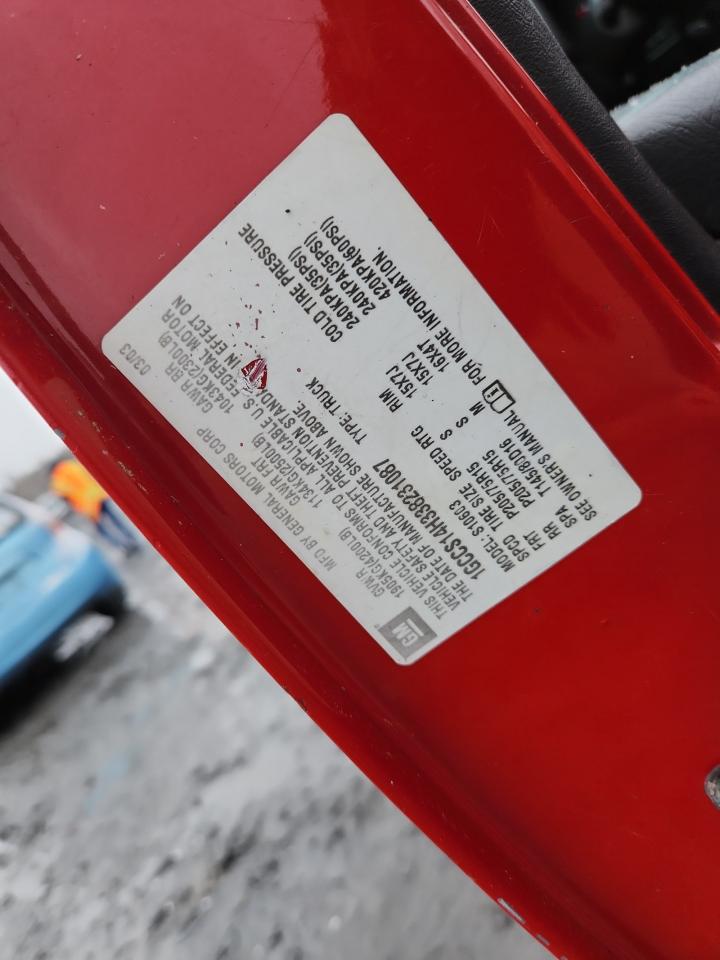 GM
MFD BY GENERAL MOTORS CORP 03/03
GVWR GAWR FRT GAWR RR
1905KG(4200LB) 1134KG(2500LB) 1043KG(2300LB)
THIS VEHICLE CONFORMS TO ALL APPLICABLE U.S. FEDERAL MOTOR
VEHICLE SAFETY AND THEFT PREVENTION IN EFFECT ON
THE DATE OF MANUFACTURE SHOWN ABOVE
1GCCS14H338231087 TYPE: TRUCK
MODEL: S10603
TIRE SIZE SPEED RTG RIM COLD TIRE PRESSURE
FRT P205/75R15 S 15X7J 240KPA(35PSI)
RR P205/75R15 S 15X7J 240KPA(35PSI)
SPA T145/80D16 M 16X4T 420KPA(60PSI)
SEE OWNER'S MANUAL FOR MORE INFORMATION.